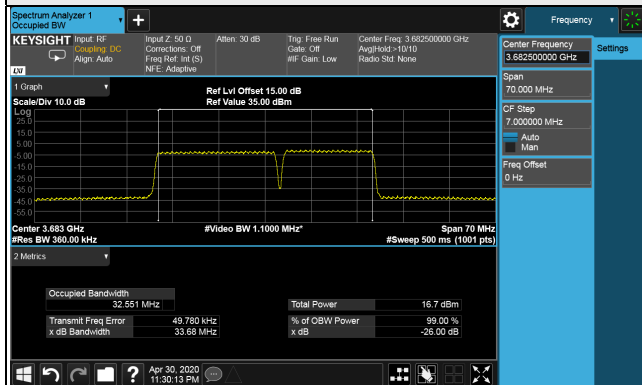 Spectrum Analyzer 1
Occupied BW
Frequency
KEYSIGHT
Input: RF
Coupling: DC
Align: Auto
Input Z: 50 Ω
Corrections: Off
Freq Ref: Int (S)
NFE: Adaptive
Atten: 30 dB
Trig: Free Run
Gate: Off
#IF Gain: Low
Center Freq: 3.682500000 GHz
Avg|Hold:>10/10
Radio Std: None
LXI
Center Frequency
3.682500000 GHz
Settings
Span
70.000 MHz
CF Step
7.000000 MHz
Auto
Man
Freq Offset
0 Hz
1 Graph
Scale/Div 10.0 dB
Ref Lvl Offset 15.00 dB
Ref Value 35.00 dBm
Log
25.0
15.0
5.00
-5.00
-15.0
-25.0
-35.0
-45.0
-55.0
Center 3.683 GHz
#Res BW 360.00 kHz
#Video BW 1.1000 MHz*
Span 70 MHz
#Sweep 500 ms (1001 pts)
2 Metrics
Occupied Bandwidth
32.551 MHz
Total Power 16.7 dBm
Transmit Freq Error 49.780 kHz
% of OBW Power 99.00 %
x dB Bandwidth 33.68 MHz
x dB -26.00 dB
?
Apr 30, 2020
11:30:13 PM